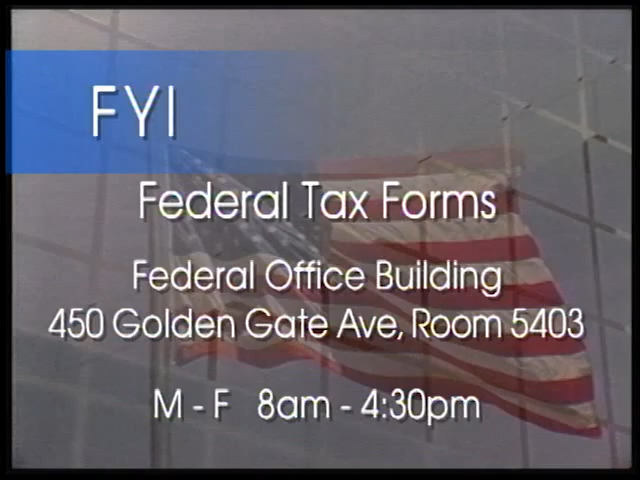 FYI
Federal Tax Forms
Federal Office Building
450 Golden Gate Ave, Room 5403
M - F 8am - 4:30pm